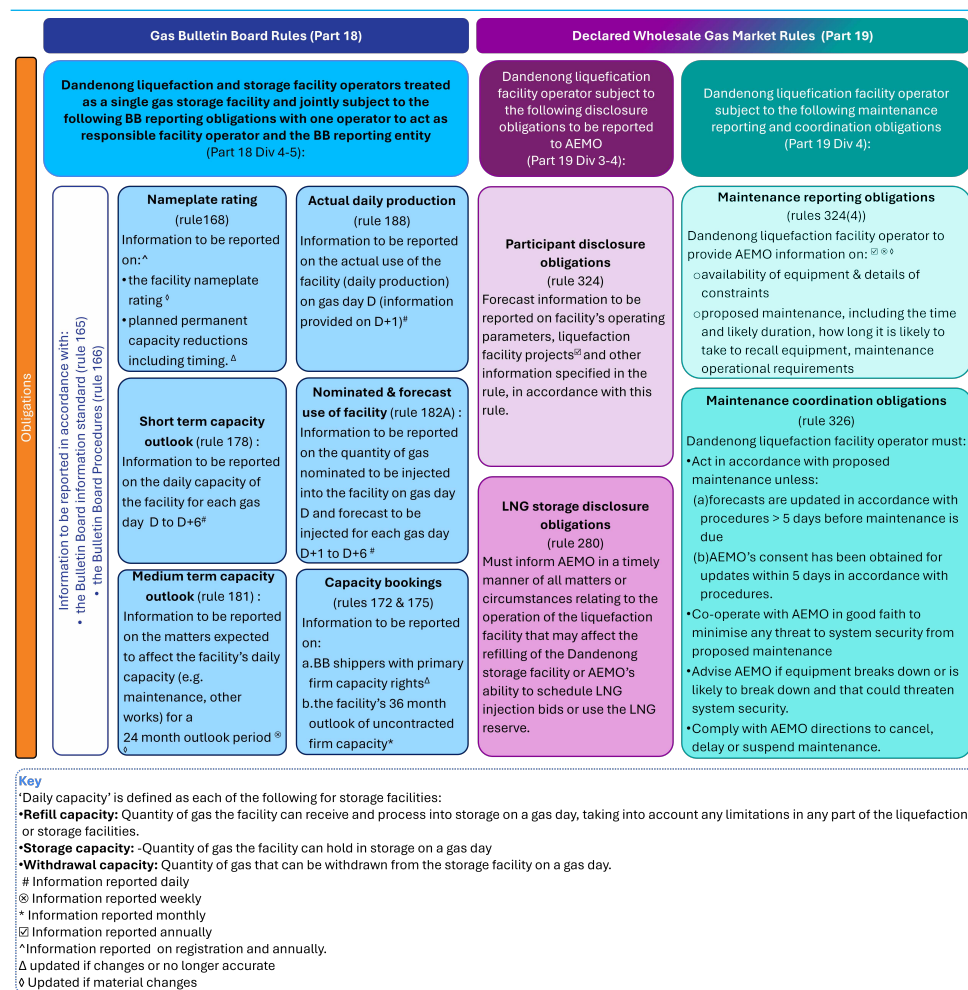 Gas Bulletin Board Rules (Part 18)
Declared Wholesale Gas Market Rules (Part 19)
Obligations
Dandenong liquefaction and storage facility operators treated
as a single gas storage facility and jointly subject to the
following BB reporting obligations with one operator to act as
responsible facility operator and the BB reporting entity
(Part 18 Div 4-5):
Dandenong liquefication
facility operator subject to
the following disclosure
obligations to be reported
to AEMO
(Part 19 Div 3-4):
Dandenong liquefication facility operator
subject to the following maintenance
reporting and coordination obligations
(Part 19 Div 4):
Information to be reported in accordance with:
• the Bulletin Board information standard (rule 165)
• the Bulletin Board Procedures (rule 166)
Nameplate rating
(rule168)
Information to be reported
on:^
•the facility nameplate
rating ◊
•planned permanent
capacity reductions
including timing. Δ
Short term capacity
outlook (rule 178) :
Information to be reported
on the daily capacity of
the facility for each gas
day D to D+6#
Medium term capacity
outlook (rule 181) :
Information to be reported
on the matters expected
to affect the facility's daily
capacity (e.g.
maintenance, other
works) for a
24 month outlook period ⊗
◊
Actual daily production
(rule 188)
Information to be reported
on the actual use of the
facility (daily production)
on gas day D (information
provided on D+1)#
Nominated & forecast
use of facility (rule 182A) :
Information to be reported
on the quantity of gas
nominated to be injected
into the facility on gas day
D and forecast to be
injected for each gas day
D+1 to D+6 #
Capacity bookings
(rules 172 & 175)
Information to be reported
on:
a.BB shippers with primary
firm capacity rightsΔ
b.the facility's 36 month
outlook of uncontracted
firm capacity*
Participant disclosure
obligations
(rule 324)
Forecast information to be
reported on facility's operating
parameters, liquefaction
facility projects☑ and other
information specified in the
rule, in accordance with this
rule.
LNG storage disclosure
obligations
(rule 280)
Must inform AEMO in a timely
manner of all matters or
circumstances relating to the
operation of the liquefaction
facility that may affect the
refilling of the Dandenong
storage facility or AEMO's
ability to schedule LNG
injection bids or use the LNG
reserve.
Maintenance reporting obligations
(rules 324(4))
Dandenong liquefaction facility operator to
provide AEMO information on: ☑ ⊗ ◊
○availability of equipment & details of
constraints
○proposed maintenance, including the time
and likely duration, how long it is likely to
take to recall equipment, maintenance
operational requirements
Maintenance coordination obligations
(rule 326)
Dandenong liquefaction facility operator must:
•Act in accordance with proposed
maintenance unless:
(a)forecasts are updated in accordance with
procedures > 5 days before maintenance is
due
(b)AEMO's consent has been obtained for
updates within 5 days in accordance with
procedures.
•Co-operate with AEMO in good faith to
minimise any threat to system security from
proposed maintenance
•Advise AEMO if equipment breaks down or is
likely to break down and that could threaten
system security.
•Comply with AEMO directions to cancel,
delay or suspend maintenance.
Key
'Daily capacity' is defined as each of the following for storage facilities:
•Refill capacity: Quantity of gas the facility can receive and process into storage on a gas day, taking into account any limitations in any part of the liquefaction
or storage facilities.
•Storage capacity: -Quantity of gas the facility can hold in storage on a gas day
•Withdrawal capacity: Quantity of gas that can be withdrawn from the storage facility on a gas day.
# Information reported daily
⊗ Information reported weekly
* Information reported monthly
☑ Information reported annually
^Information reported on registration and annually.
Δ updated if changes or no longer accurate
◊ Updated if material changes